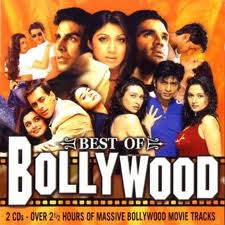 BEST OF
BOLLYWOOD
2 CDs - OVER 2½ HOURS OF MASSIVE BOLLYWOOD MOVIE TRACKS